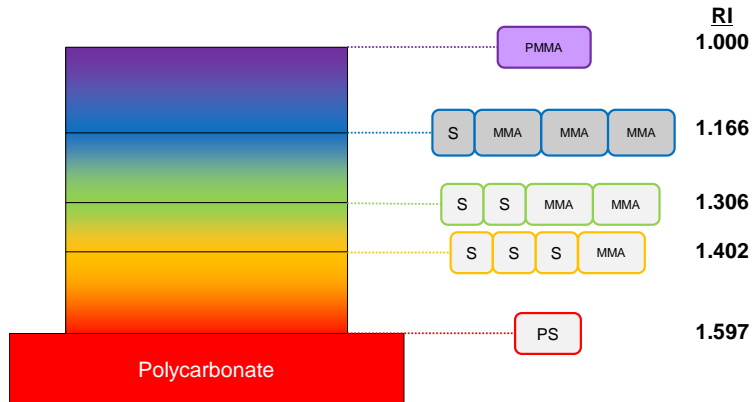 RI
PMMA 1.000
S MMA MMA MMA 1.166
S S MMA MMA 1.306
S S S MMA 1.402
PS 1.597
Polycarbonate